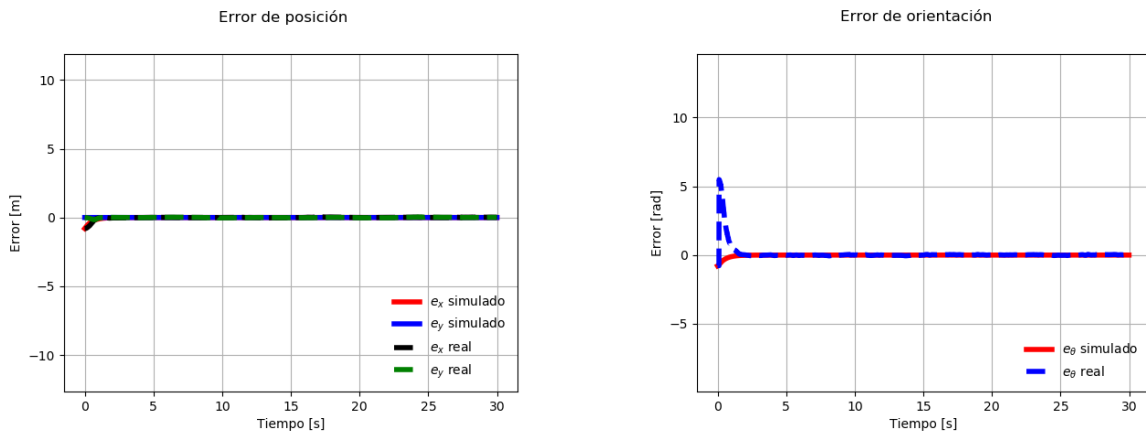 Error de posición
10
5
0
−5
−10
Error [m]
0 5 10 15 20 25 30
Tiempo [s]
e_x simulado
e_y simulado
e_x real
e_y real
Error de orientación
10
5
0
−5
Error [rad]
0 5 10 15 20 25 30
Tiempo [s]
e_θ simulado
e_θ real